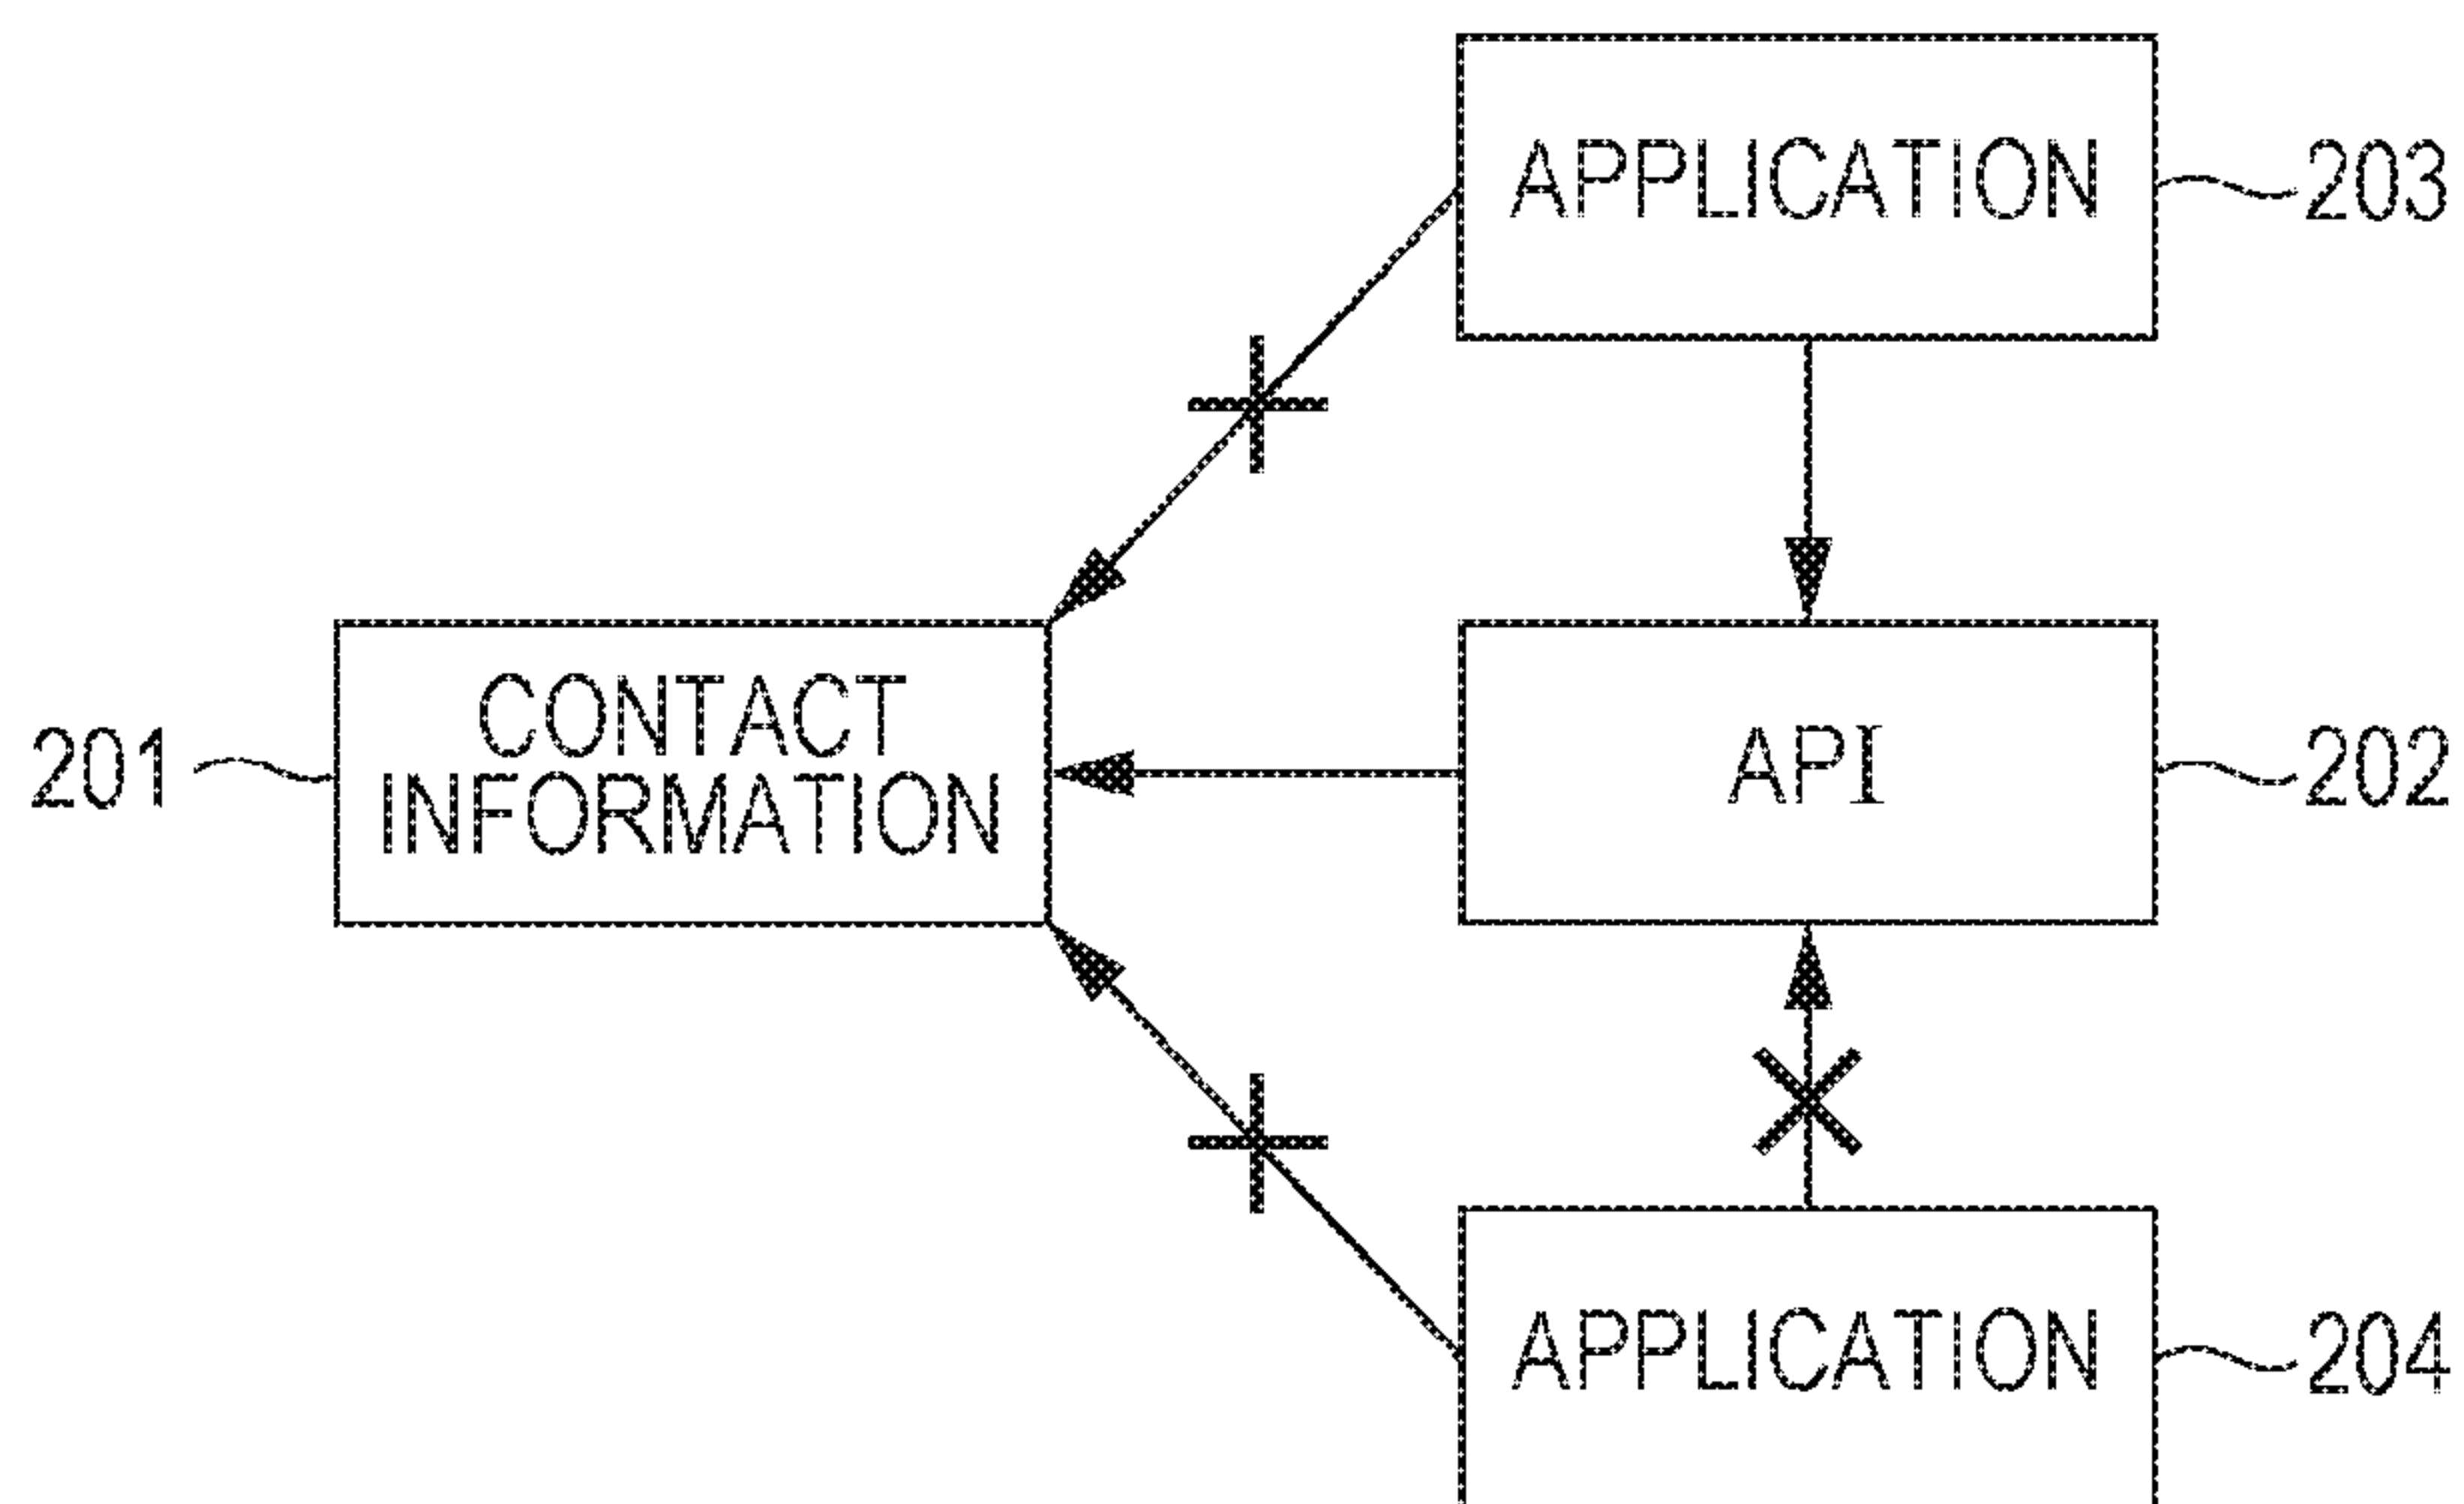 APPLICATION
203
CONTACT
INFORMATION
201
API
202
APPLICATION
204